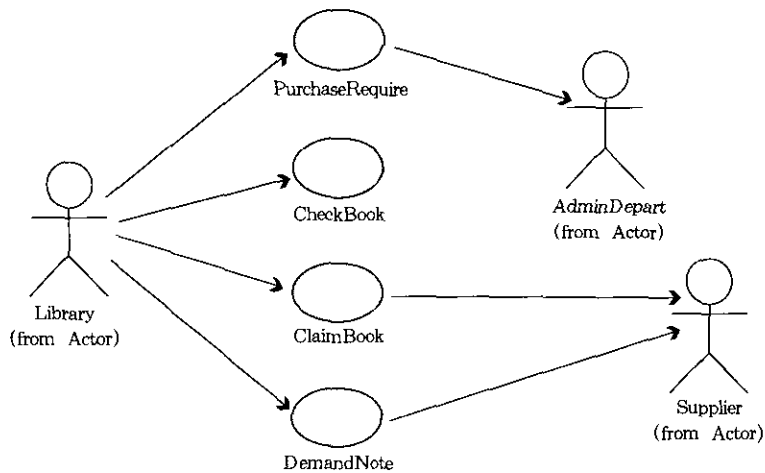 PurchaseRequire
AdminDepart
(from Actor)
CheckBook
Library
(from Actor)
ClaimBook
Supplier
(from Actor)
DemandNote